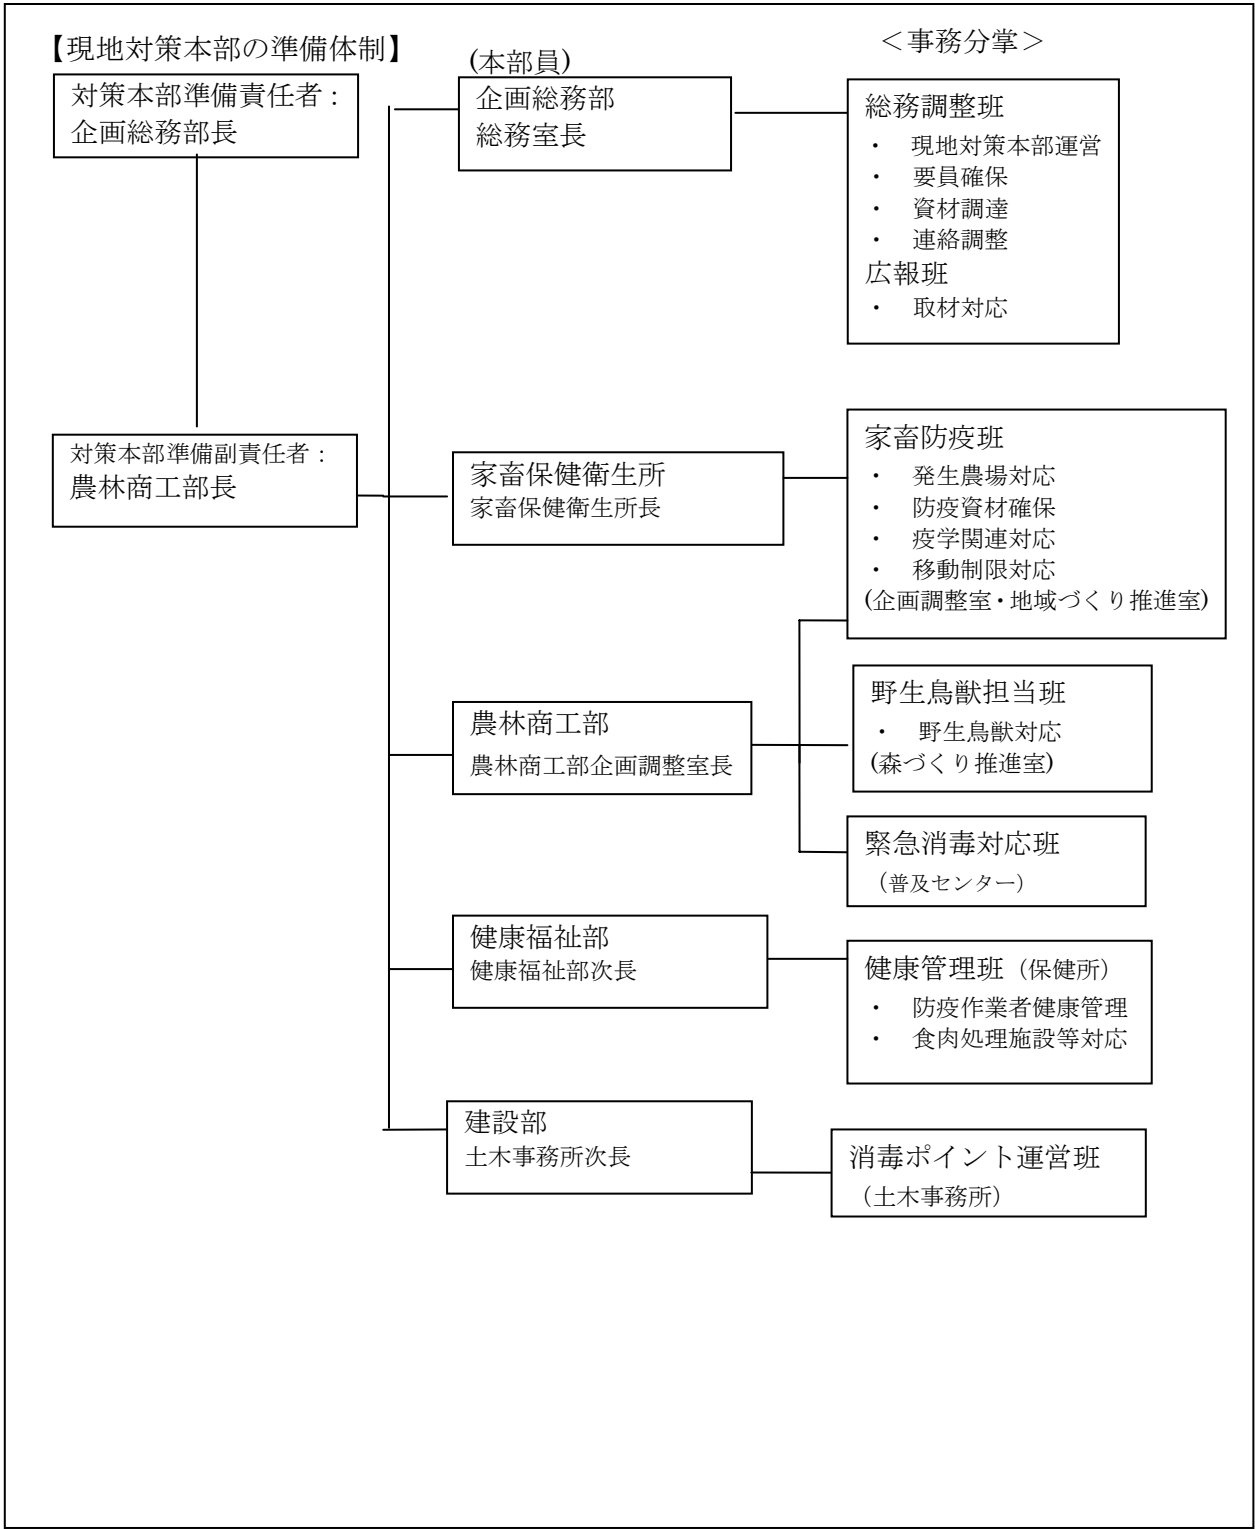 【現地対策本部の準備体制】
対策本部準備責任者：
企画総務部長
対策本部準備副責任者：
農林商工部長
(本部員)
企画総務部
総務室長
家畜保健衛生所
家畜保健衛生所長
農林商工部
農林商工部企画調整室長
健康福祉部
健康福祉部次長
建設部
土木事務所次長
＜事務分掌＞
総務調整班
・ 現地対策本部運営
・ 要員確保
・ 資材調達
・ 連絡調整
広報班
・ 取材対応
家畜防疫班
・ 発生農場対応
・ 防疫資材確保
・ 疫学関連対応
・ 移動制限対応
(企画調整室・地域づくり推進室)
野生鳥獣担当班
・ 野生鳥獣対応
(森づくり推進室)
緊急消毒対応班
（普及センター）
健康管理班（保健所）
・ 防疫作業者健康管理
・ 食肉処理施設等対応
消毒ポイント運営班
（土木事務所）